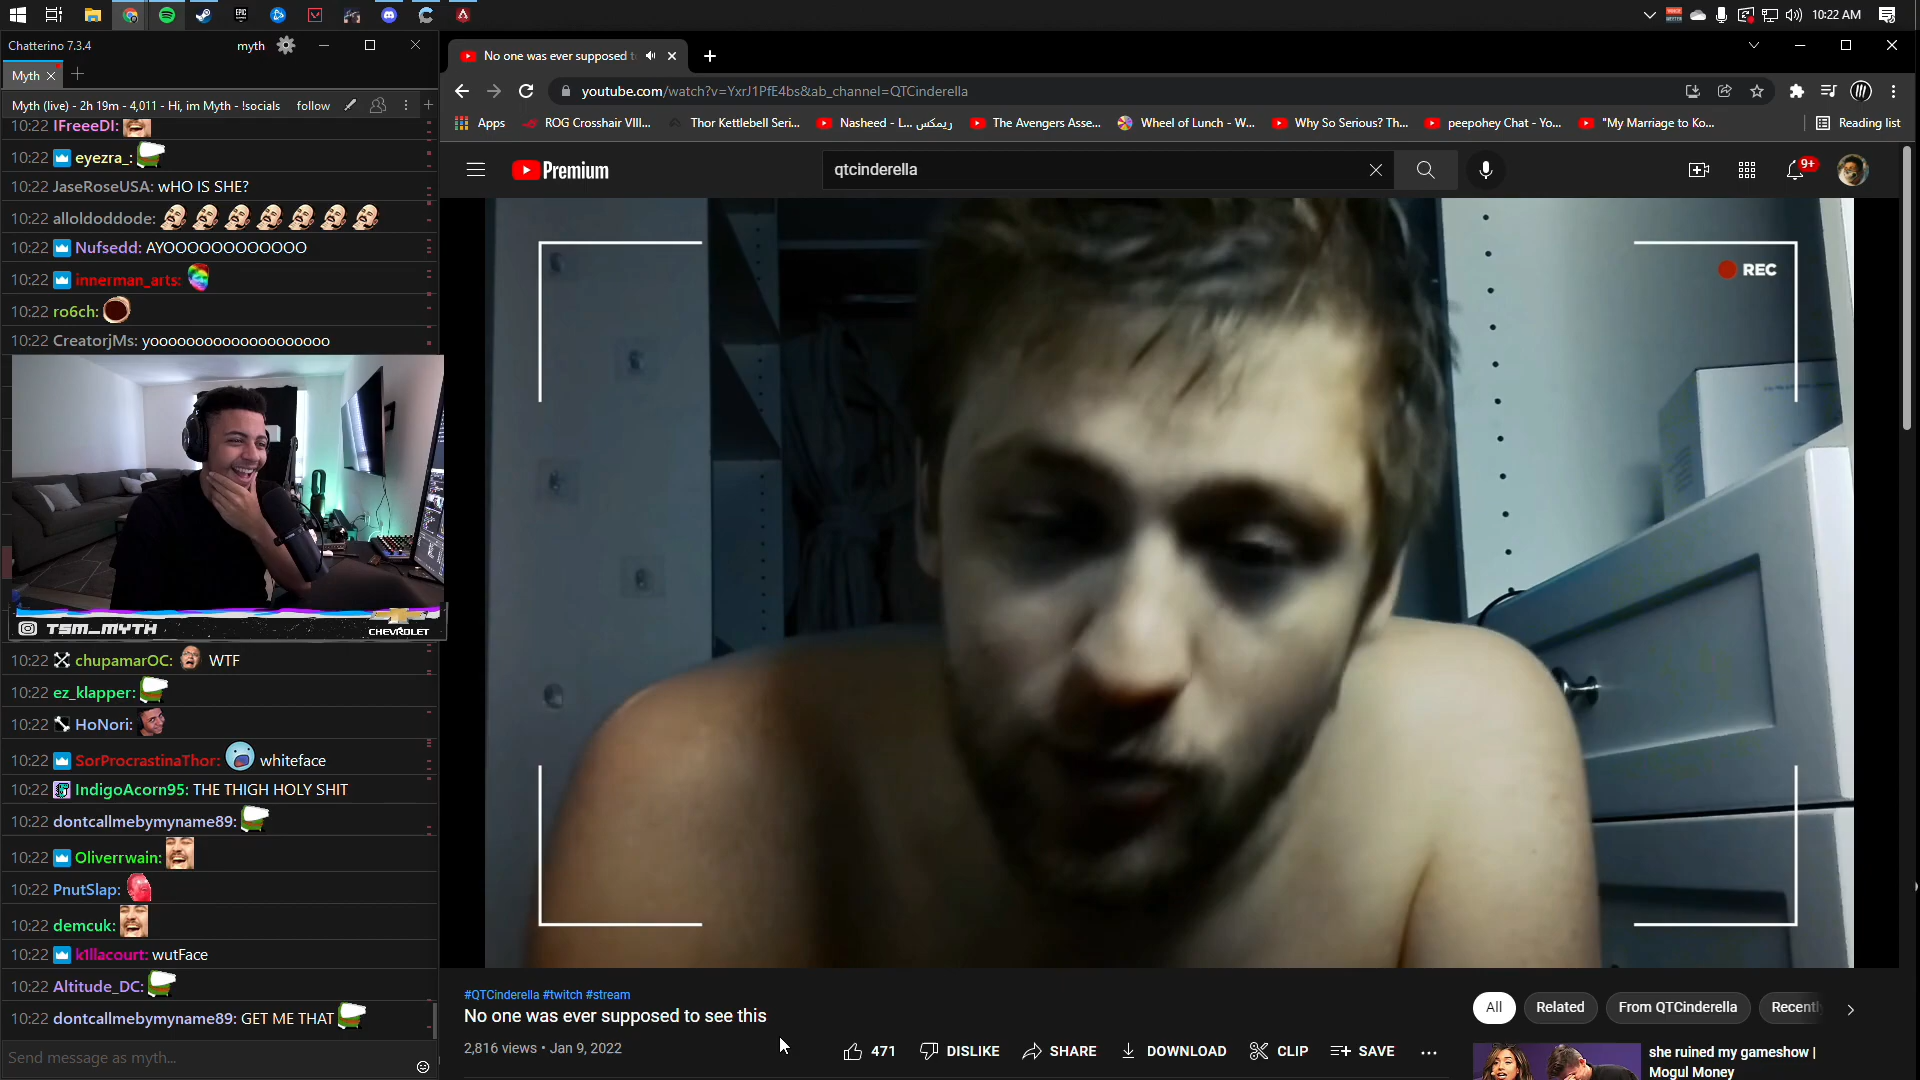 10:22 AM
Chatterino 7.3.4
myth
Myth
Myth (live) - 2h 19m - 4,011 - Hi, im Myth - !socials
follow
10:22 IFreeeDI:
10:22 eyezra_:
10:22 JaseRoseUSA: wHO IS SHE?
10:22 alloldoddode:
10:22 Nufsedd: AYOOOOOOOOOOOO
10:22 innerman_arts:
10:22 ro6ch:
10:22 CreatorjMs: yoooooooooooooooooooo
TSM_MYTH
CHEVROLET
10:22 chupamarOC: WTF
10:22 ez_klapper:
10:22 HoNori:
10:22 SorProcrastinaThor: whiteface
10:22 IndigoAcorn95: THE THIGH HOLY SHIT
10:22 dontcallmebymyname89:
10:22 Oliverrwain:
10:22 PnutSlap:
10:22 demcuk:
10:22 k1llacourt: wutFace
10:22 Altitude_DC:
10:22 dontcallmebymyname89: GET ME THAT
Send message as myth...
No one was ever supposed t
youtube.com/watch?v=YxrJ1PfE4bs&ab_channel=QTCinderella
Apps
ROG Crosshair VIII...
Thor Kettlebell Seri...
Nasheed - L... ريمكس
The Avengers Asse...
Wheel of Lunch - W...
Why So Serious? Th...
peepohey Chat - Yo...
"My Marriage to Ko...
Reading list
Premium
qtcinderella
9+
REC
#QTCinderella #twitch #stream
No one was ever supposed to see this
2,816 views • Jan 9, 2022
471
DISLIKE
SHARE
DOWNLOAD
CLIP
SAVE
All
Related
From QTCinderella
Recentl
she ruined my gameshow |
Mogul Money